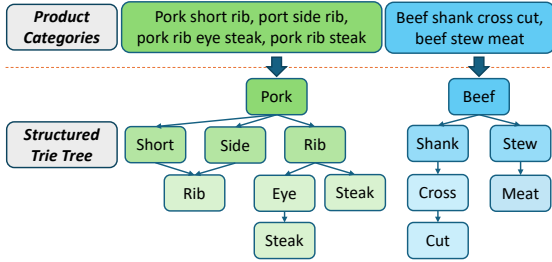 Product
Categories
Pork short rib, port side rib,
pork rib eye steak, pork rib steak
Beef shank cross cut,
beef stew meat
Pork
Beef
Structured
Trie Tree
Short
Side
Rib
Shank
Stew
Rib
Eye
Steak
Cross
Meat
Steak
Cut